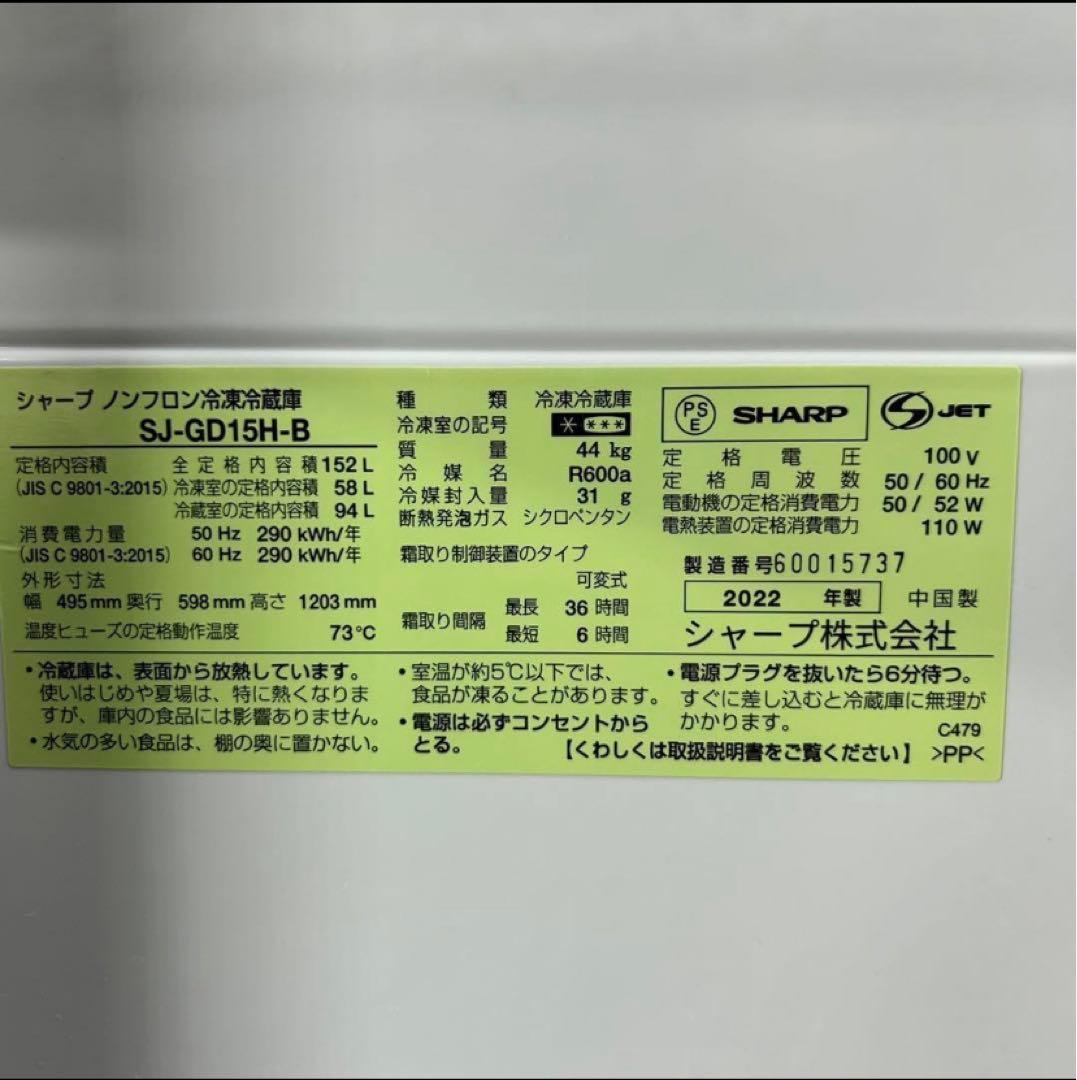 シャープ ノンフロン冷凍冷蔵庫
SJ-GD15H-B
定格内容積 全定格内容積 152 L
(JIS C 9801-3:2015) 冷凍室の定格内容積 58 L
冷蔵室の定格内容積 94 L
消費電力量 50 Hz 290 kWh/年
(JIS C 9801-3:2015) 60 Hz 290 kWh/年
外形寸法
幅 495 mm 奥行 598 mm 高さ 1203 mm
温度ヒューズの定格動作温度 73℃
種類 冷凍冷蔵庫
冷凍室の記号 * ***
質量 44 kg
冷媒名 R600a
冷媒封入量 31 g
断熱発泡ガス シクロペンタン
霜取り制御装置のタイプ
可変式
霜取り間隔 最長 36 時間
最短 6 時間
PS
E
SHARP
JET
定格電圧 100 V
定格周波数 50 / 60 Hz
電動機の定格消費電力 50 / 52 W
電熱装置の定格消費電力 110 W
製造番号 60015737
2022 年製 中国製
シャープ株式会社
・冷蔵庫は、表面から放熱しています。
使いはじめや夏場は、特に熱くなりま
すが、庫内の食品には影響ありません。
・水気の多い食品は、棚の奥に置かない。
・室温が約5℃以下では、
食品が凍ることがあります。
・電源は必ずコンセントから
とる。
・電源プラグを抜いたら6分待つ。
すぐに差し込むと冷蔵庫に無理が
かかります。
C479
【くわしくは取扱説明書をご覧ください】 >PP<